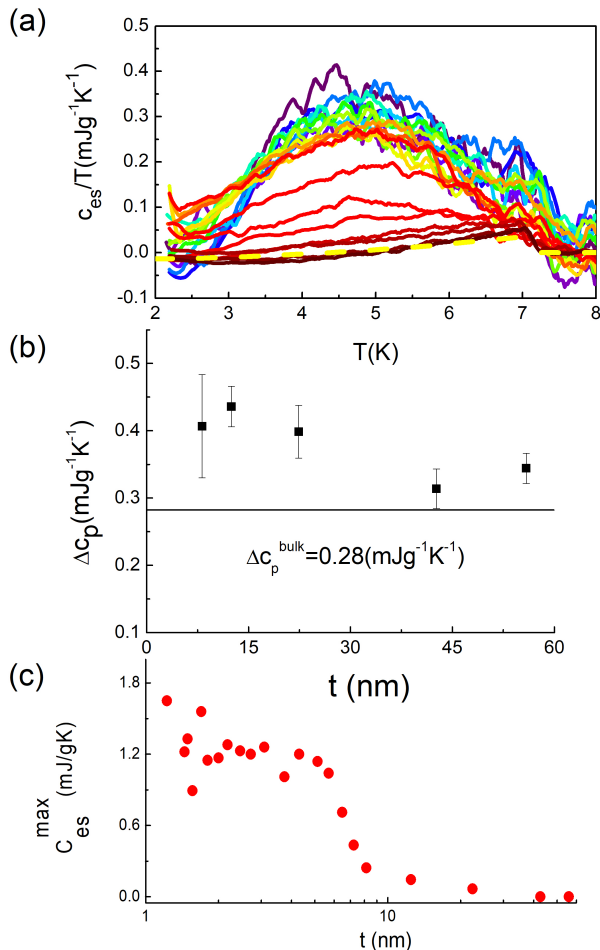 (a)
c_es/T(mJg⁻¹K⁻¹)
0.5
0.4
0.3
0.2
0.1
0.0
-0.1
2 3 4 5 6 7 8
T(K)
(b)
Δc_p(mJg⁻¹K⁻¹)
0.5
0.4
0.3
0.2
0.1
Δc_p^bulk=0.28(mJg⁻¹K⁻¹)
0 15 30 45 60
t (nm)
(c)
C_es^max (mJ/gK)
1.8
1.2
0.6
0.0
1 10
t (nm)